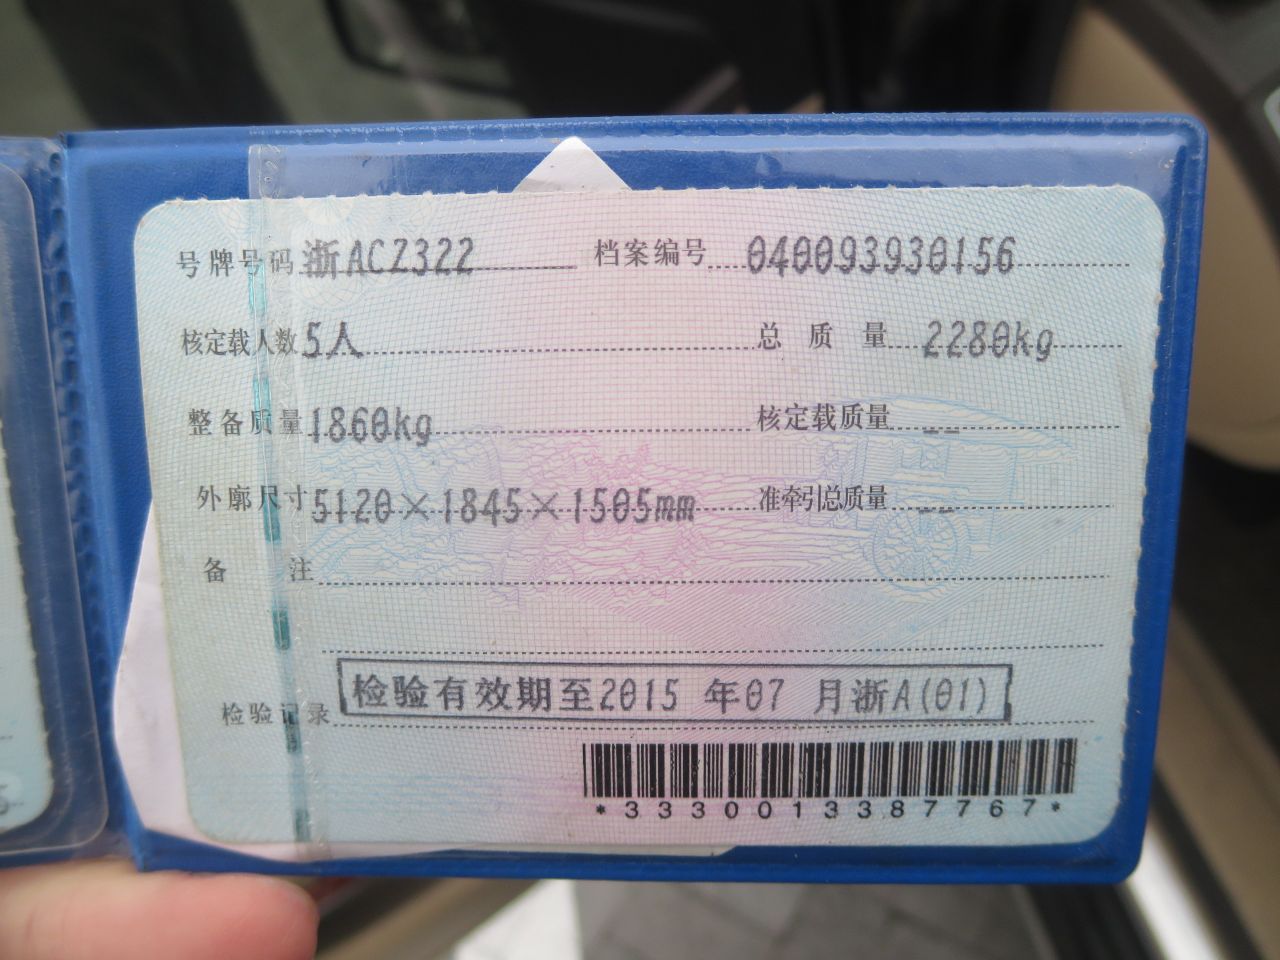 号牌号码 浙ACZ322 档案编号 040093930156
核定载人数 5人 总质量 2280kg
整备质量 1860kg 核定载质量 --
外廓尺寸 5120×1845×1505mm 准牵引总质量 --
备注
检验记录 检验有效期至2015 年07 月浙A(01)
*3330013387767*